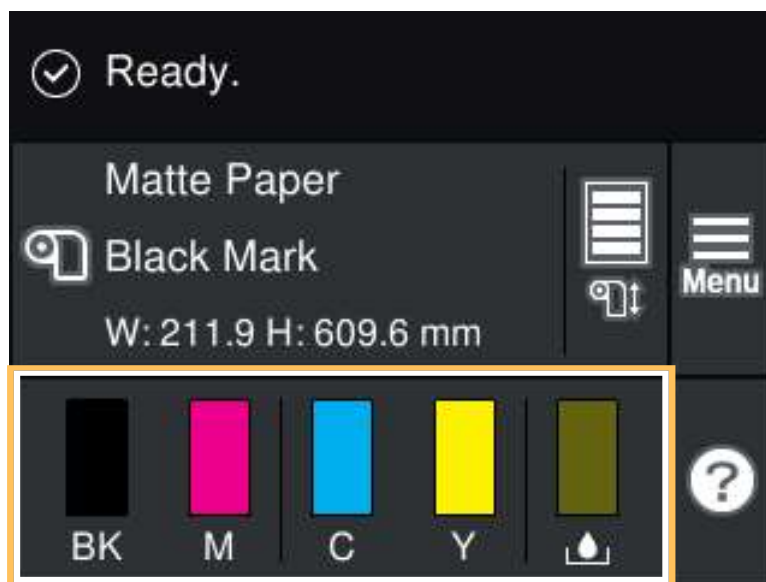 Ready.
Matte Paper
Black Mark
W: 211.9 H: 609.6 mm
Menu
BK M C Y
?